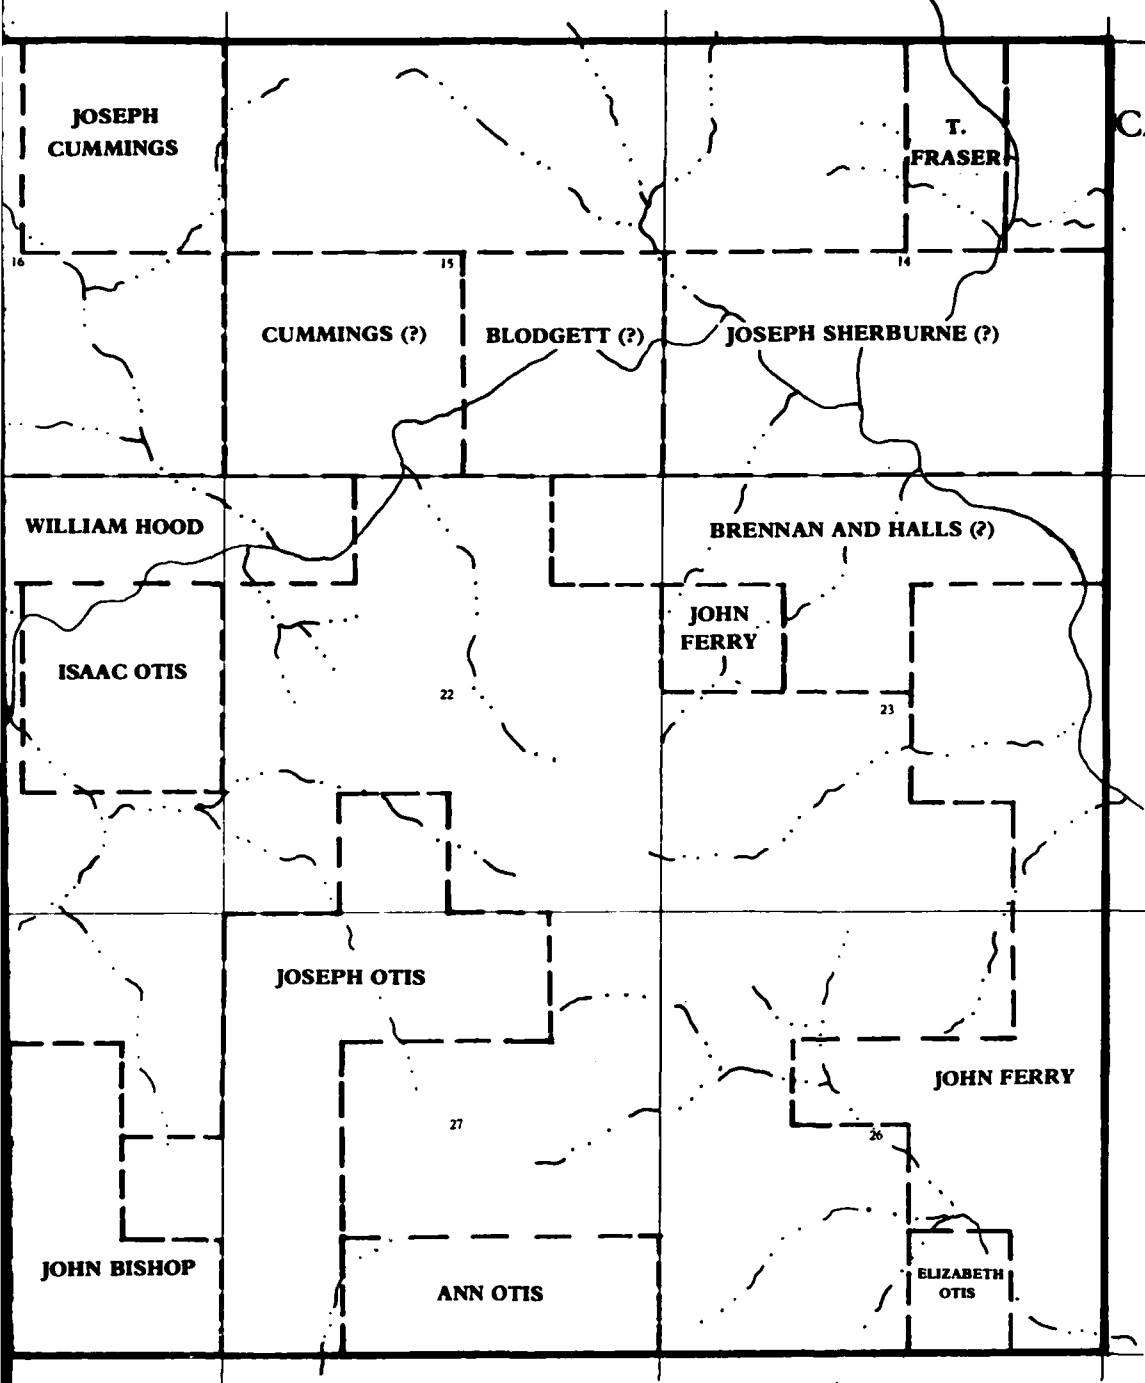 JOSEPH
CUMMINGS
T.
FRASER
C
16
15
14
CUMMINGS (?)
BLODGETT (?)
JOSEPH SHERBURNE (?)
WILLIAM HOOD
BRENNAN AND HALLS (?)
JOHN
FERRY
ISAAC OTIS
22
23
JOSEPH OTIS
JOHN FERRY
27
26
JOHN BISHOP
ANN OTIS
ELIZABETH
OTIS